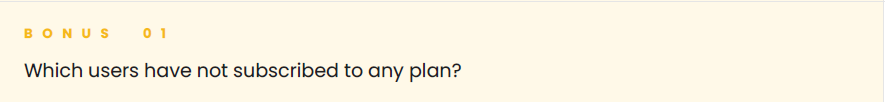 BONUS 01
Which users have not subscribed to any plan?